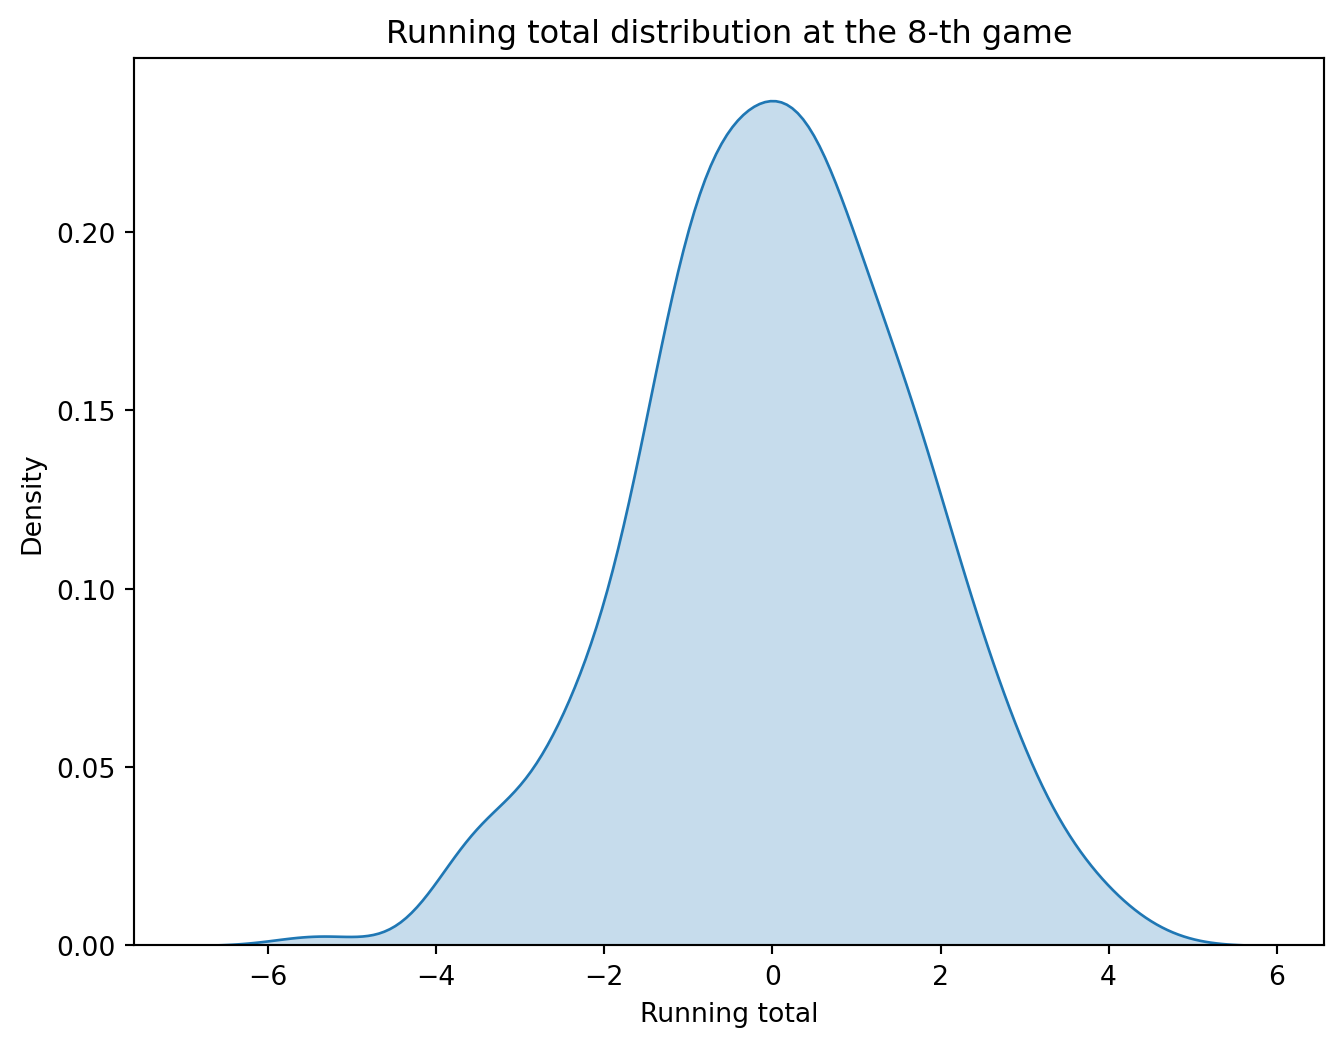 Running total distribution at the 8-th game
Density
0.20
0.15
0.10
0.05
0.00
−6 −4 −2 0 2 4 6
Running total